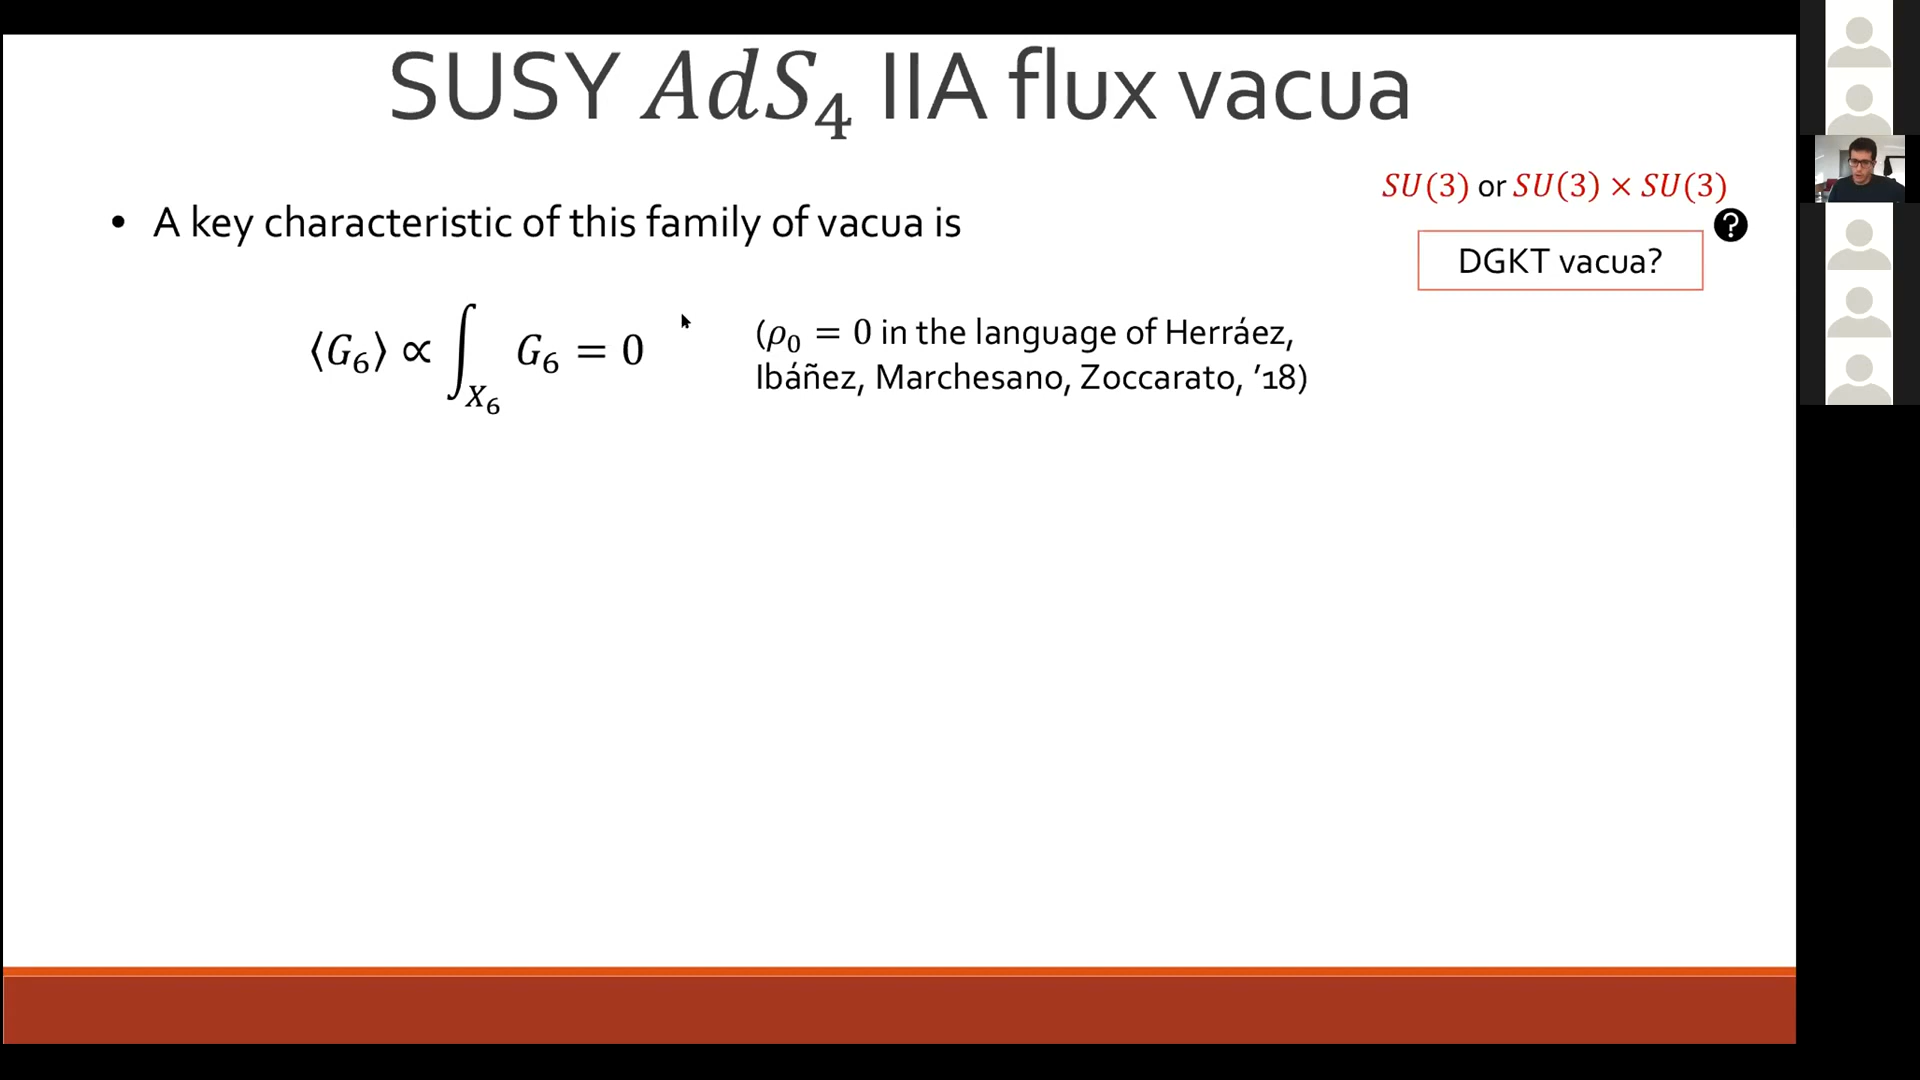 SUSY AdS₄ IIA flux vacua
SU(3) or SU(3) × SU(3)
• A key characteristic of this family of vacua is
?
DGKT vacua?
⟨G₆⟩ ∝ ∫_{X₆} G₆ = 0
(ρ₀ = 0 in the language of Herráez,
Ibáñez, Marchesano, Zoccarato, ’18)